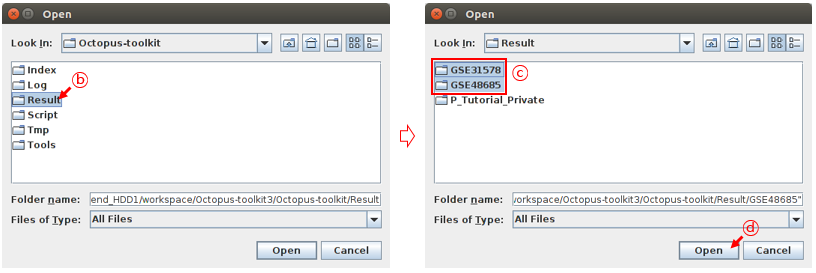 Open
Look In: Octopus-toolkit
Index
Log
ⓑ
Result
Script
Tmp
Tools
Folder name: end_HDD1/workspace/Octopus-toolkit3/Octopus-toolkit/Result
Files of Type: All Files
Open Cancel
Open
Look In: Result
GSE31578
ⓒ
GSE48685
P_Tutorial_Private
Folder name: /orkspace/Octopus-toolkit3/Octopus-toolkit/Result/GSE48685"
Files of Type: All Files
ⓓ
Open Cancel